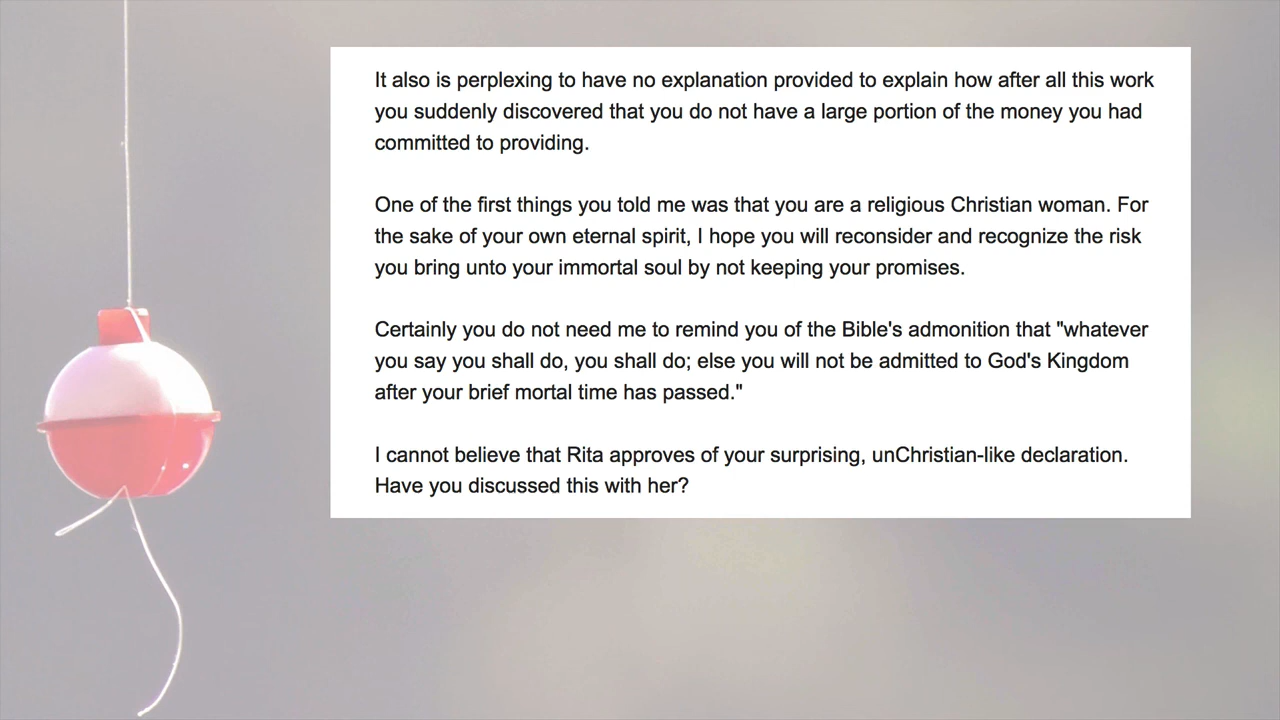 It also is perplexing to have no explanation provided to explain how after all this work
you suddenly discovered that you do not have a large portion of the money you had
committed to providing.
One of the first things you told me was that you are a religious Christian woman. For
the sake of your own eternal spirit, I hope you will reconsider and recognize the risk
you bring unto your immortal soul by not keeping your promises.
Certainly you do not need me to remind you of the Bible's admonition that "whatever
you say you shall do, you shall do; else you will not be admitted to God's Kingdom
after your brief mortal time has passed."
I cannot believe that Rita approves of your surprising, unChristian-like declaration.
Have you discussed this with her?